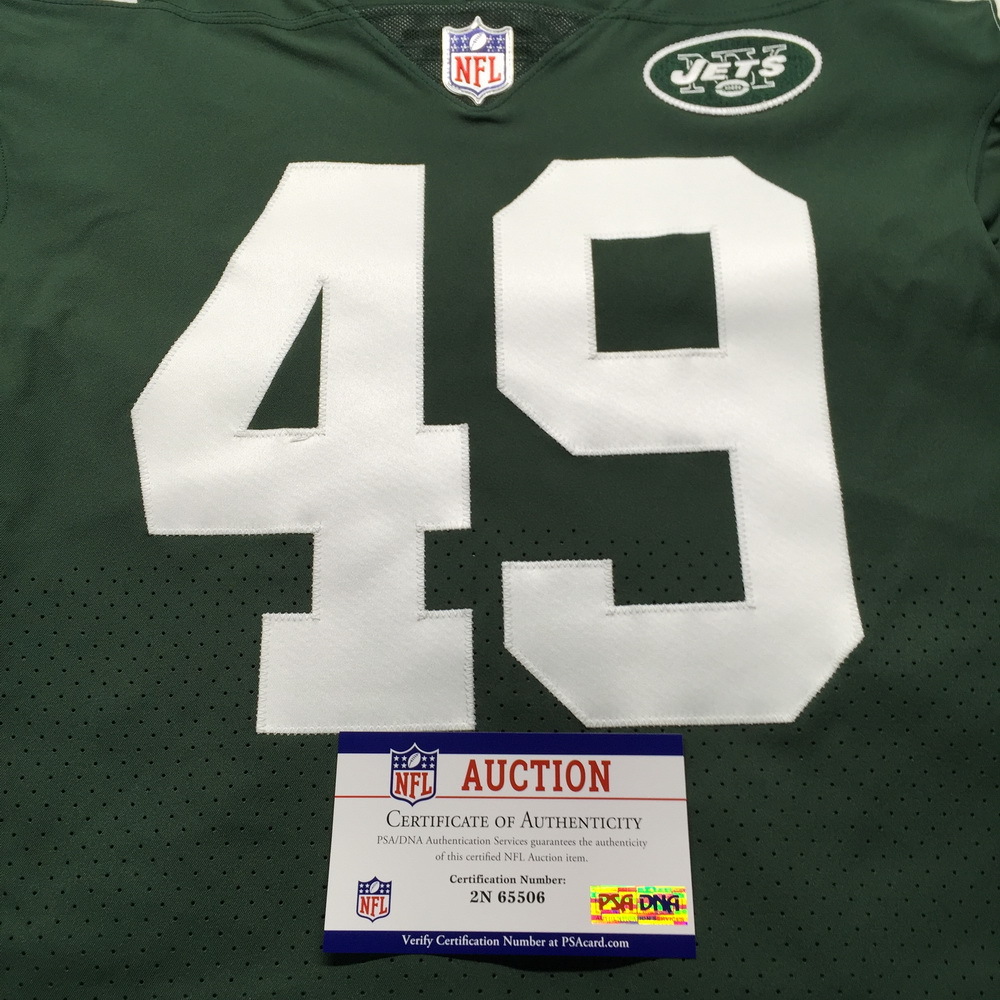 NFL
NY
JETS
49
NFL
AUCTION
CERTIFICATE OF AUTHENTICITY
PSA/DNA Authentication Services guarantees the authenticity
of this certified NFL Auction item.
Certification Number:
2N 65506
NFL
PSA DNA
Verify Certification Number at PSAcard.com